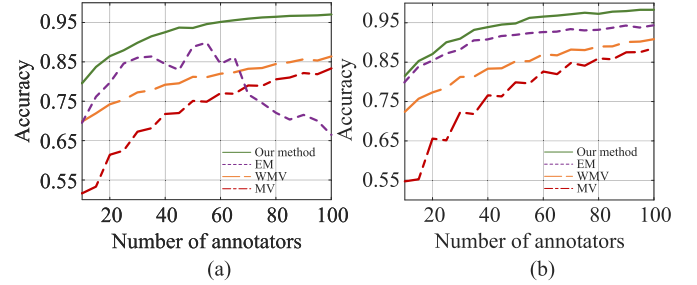 Accuracy
0.95
0.85
0.75
0.65
0.55
Our method
EM
WMV
MV
20 40 60 80 100
Number of annotators
(a)
Accuracy
0.95
0.85
0.75
0.65
0.55
Our method
EM
WMV
MV
20 40 60 80 100
Number of annotators
(b)